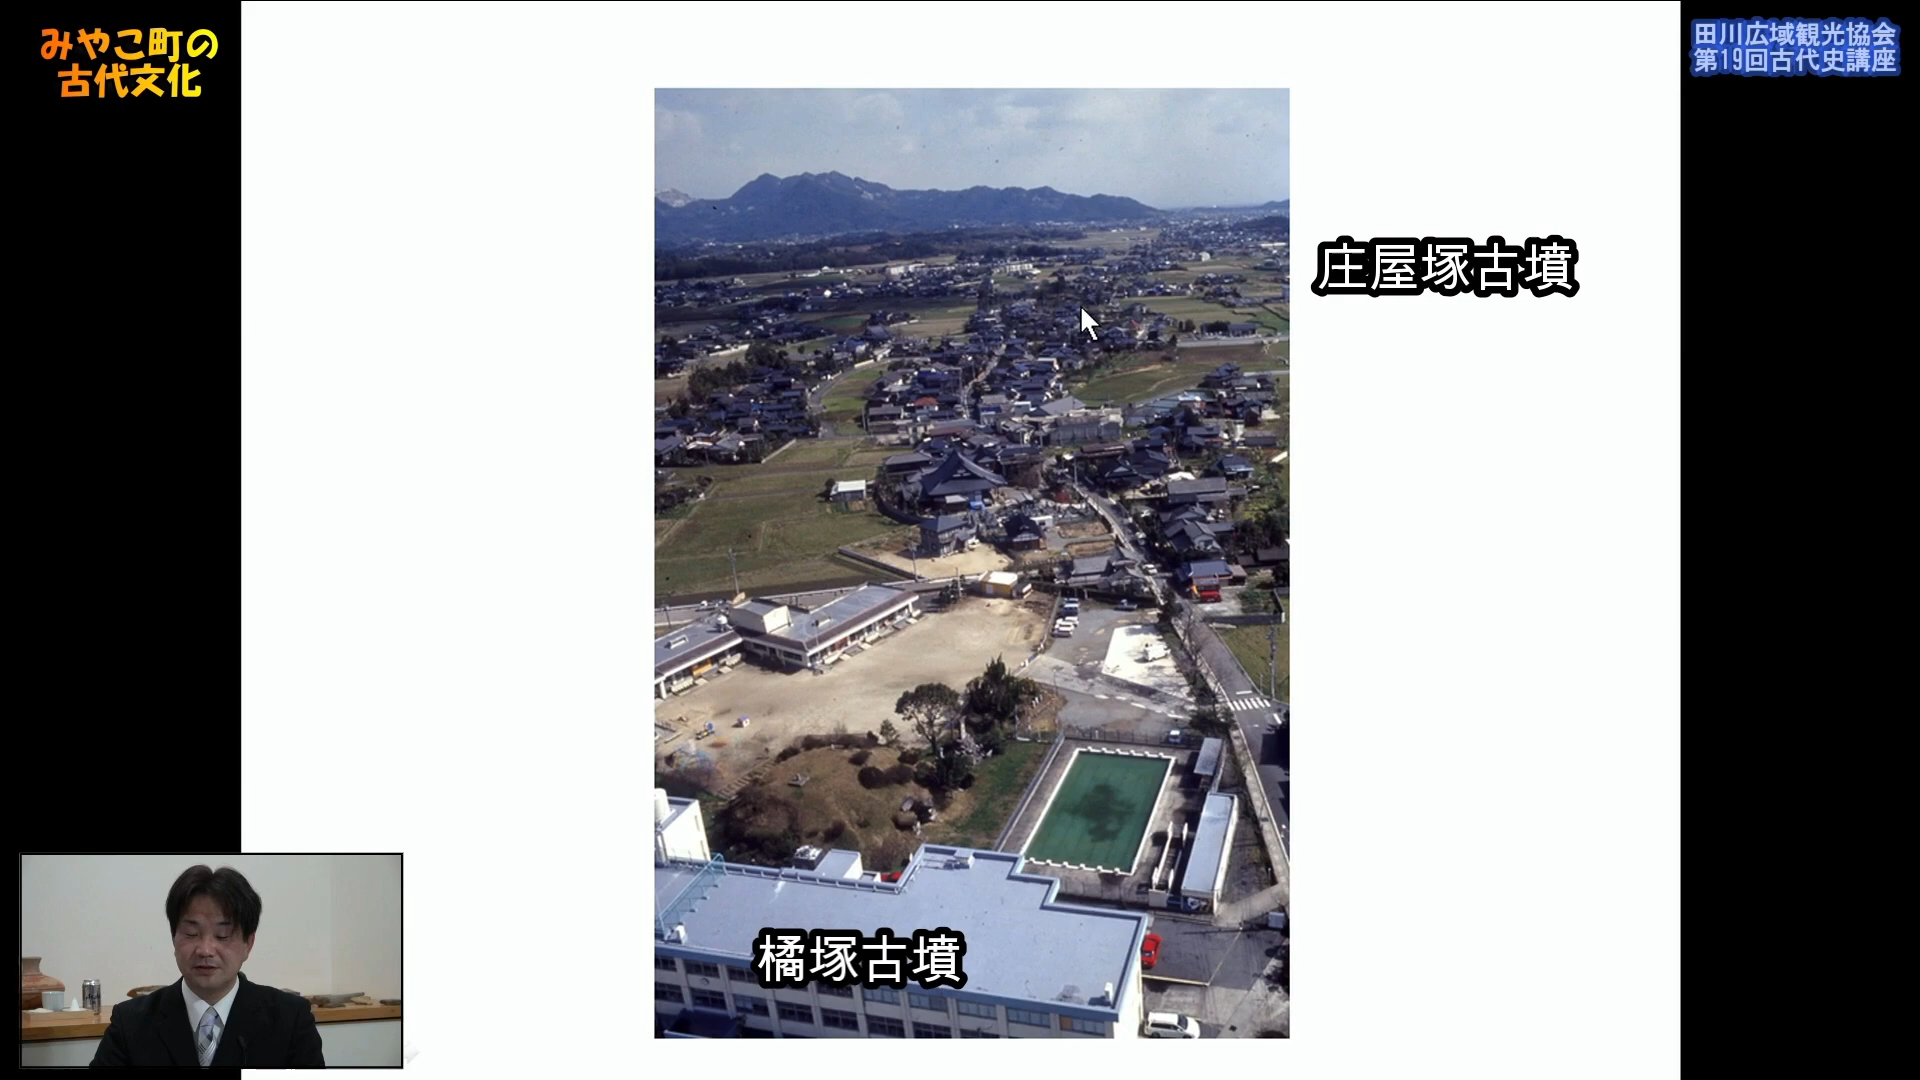 みやこ町の
古代文化
田川広域観光協会
第19回古代史講座
庄屋塚古墳
橘塚古墳